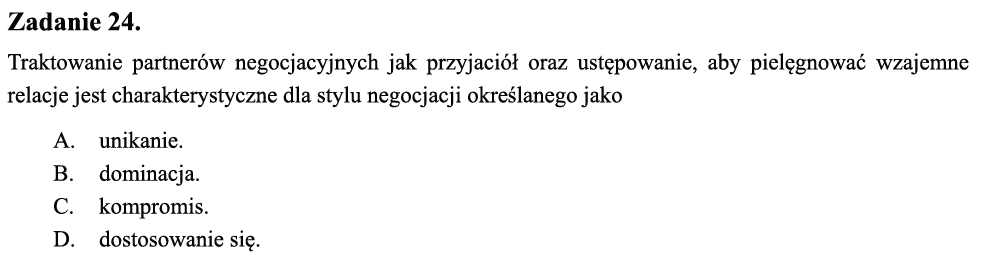 Zadanie 24.
Traktowanie partnerów negocjacyjnych jak przyjaciół oraz ustępowanie, aby pielęgnować wzajemne
relacje jest charakterystyczne dla stylu negocjacji określanego jako
A. unikanie.
B. dominacja.
C. kompromis.
D. dostosowanie się.